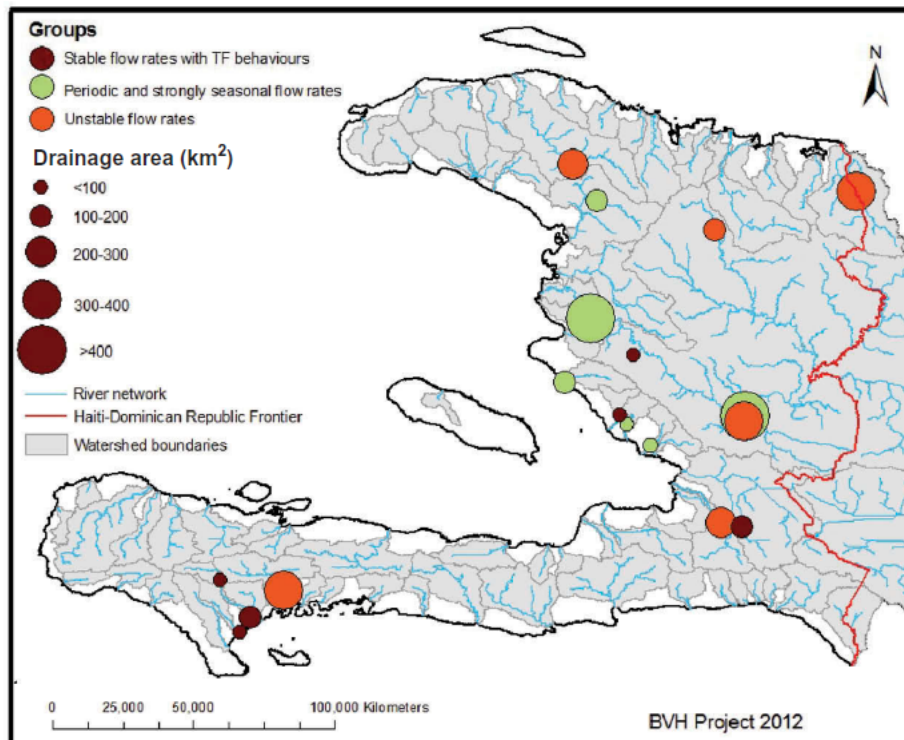 Groups
Stable flow rates with TF behaviours
Periodic and strongly seasonal flow rates
Unstable flow rates
Drainage area (km²)
<100
100-200
200-300
300-400
>400
River network
Haiti-Dominican Republic Frontier
Watershed boundaries
N
0 25,000 50,000 100,000 Kilometers
BVH Project 2012